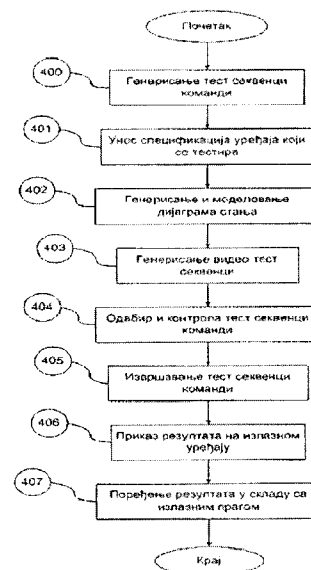 Почетак
400
Генерисање тест секвенци
команди
401
Унос спецификација уређаја који
се тестира
402
Генерисање и моделовање
дијаграма стања
403
Генерисање видео тест
секвенци
404
Одабир и контрола тест секвенци
команди
405
Извршавање тест секвенци
команди
406
Приказ резултата на излазном
уређају
407
Поређење резултата у складу са
излазним прагом
Крај